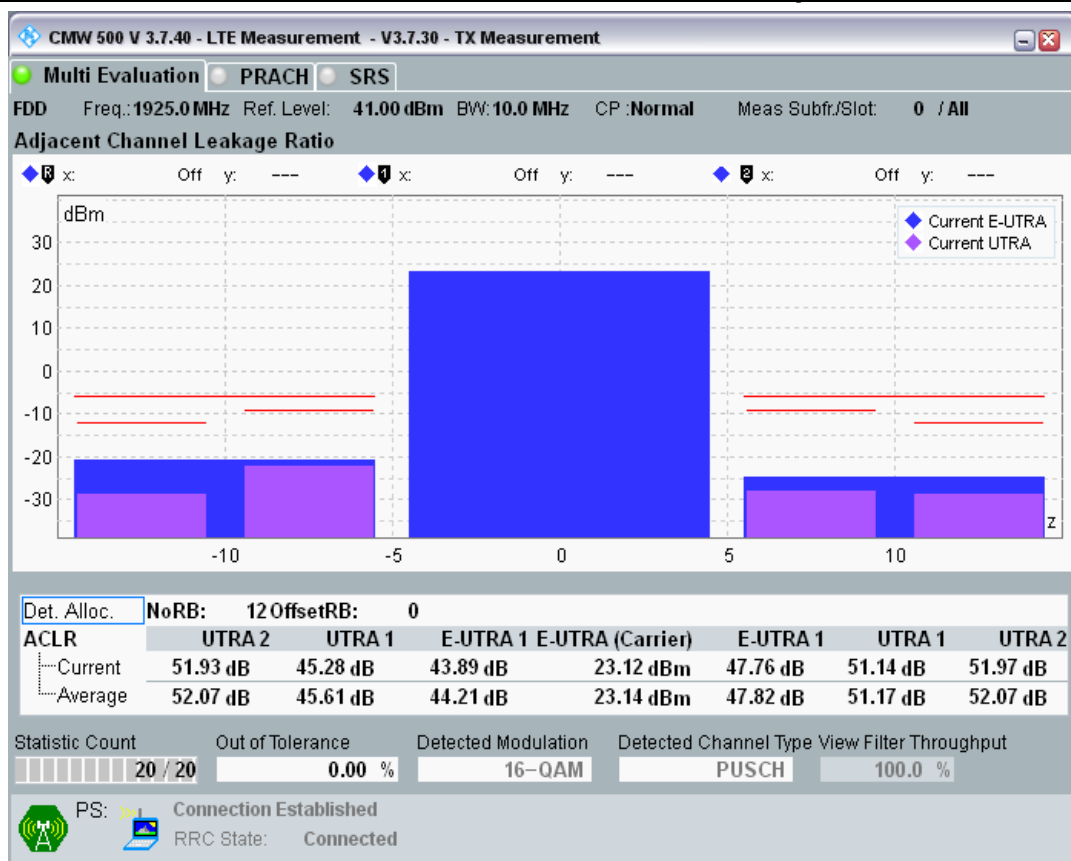 CMW 500 V 3.7.40 - LTE Measurement - V3.7.30 - TX Measurement
Multi Evaluation PRACH SRS
FDD Freq.: 1925.0 MHz Ref. Level: 41.00 dBm BW: 10.0 MHz CP :Normal Meas Subfr./Slot: 0 / All
Adjacent Channel Leakage Ratio
R x: Off y: --- 1 x: Off y: --- 2 x: Off y: ---
dBm
Current E-UTRA
Current UTRA
30
20
10
0
-10
-20
-30
z
-10 -5 0 5 10
Det. Alloc. NoRB: 12 OffsetRB: 0
ACLR UTRA 2 UTRA 1 E-UTRA 1 E-UTRA (Carrier) E-UTRA 1 UTRA 1 UTRA 2
Current 51.93 dB 45.28 dB 43.89 dB 23.12 dBm 47.76 dB 51.14 dB 51.97 dB
Average 52.07 dB 45.61 dB 44.21 dB 23.14 dBm 47.82 dB 51.17 dB 52.07 dB
Statistic Count Out of Tolerance Detected Modulation Detected Channel Type View Filter Throughput
20 / 20 0.00 % 16-QAM PUSCH 100.0 %
PS: Connection Established
RRC State: Connected